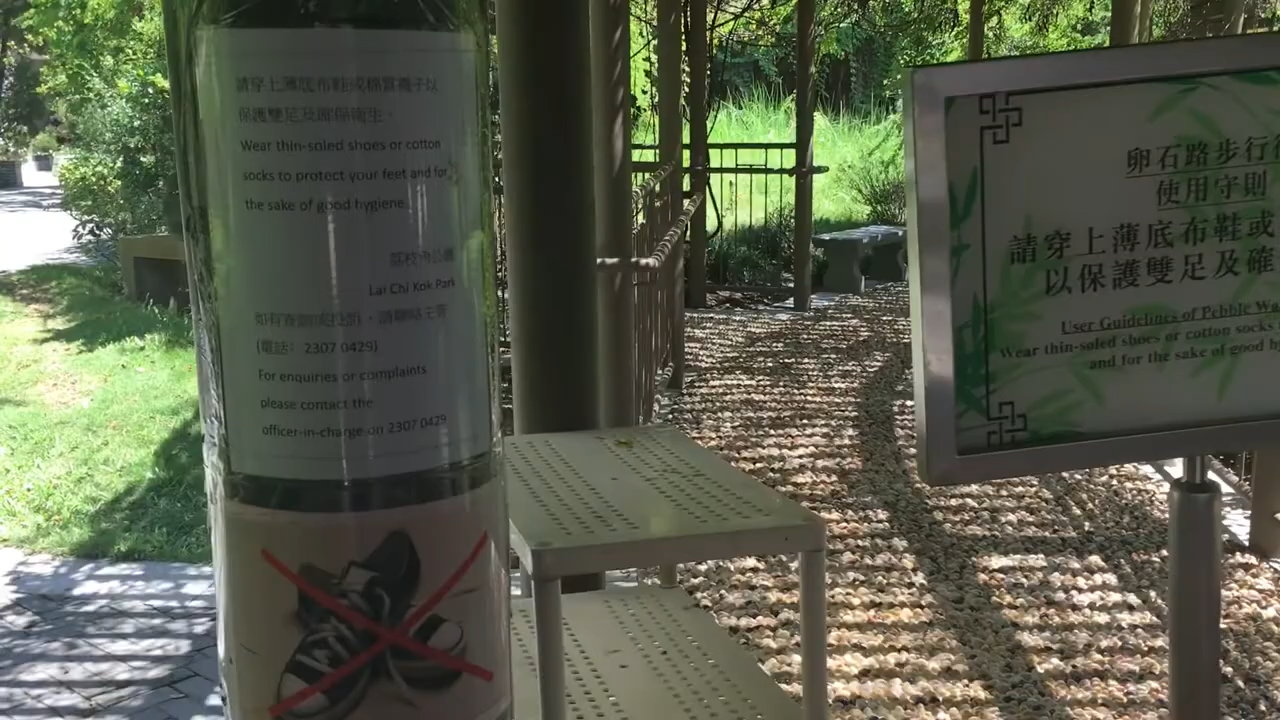 請穿上薄底布鞋或棉質襪子以
保護雙足及確保衛生。
Wear thin-soled shoes or cotton
socks to protect your feet and for
the sake of good hygiene
荔枝角公園
Lai Chi Kok Park
如有查詢或投訴，請聯絡主管
(電話: 2307 0429)
For enquiries or complaints
please contact the
officer-in-charge on 2307 0429
卵石路步行
使用守則
請穿上薄底布鞋或
以保護雙足及確
User Guidelines of Pebble
Wear thin-soled shoes or cotton socks
and for the sake of good